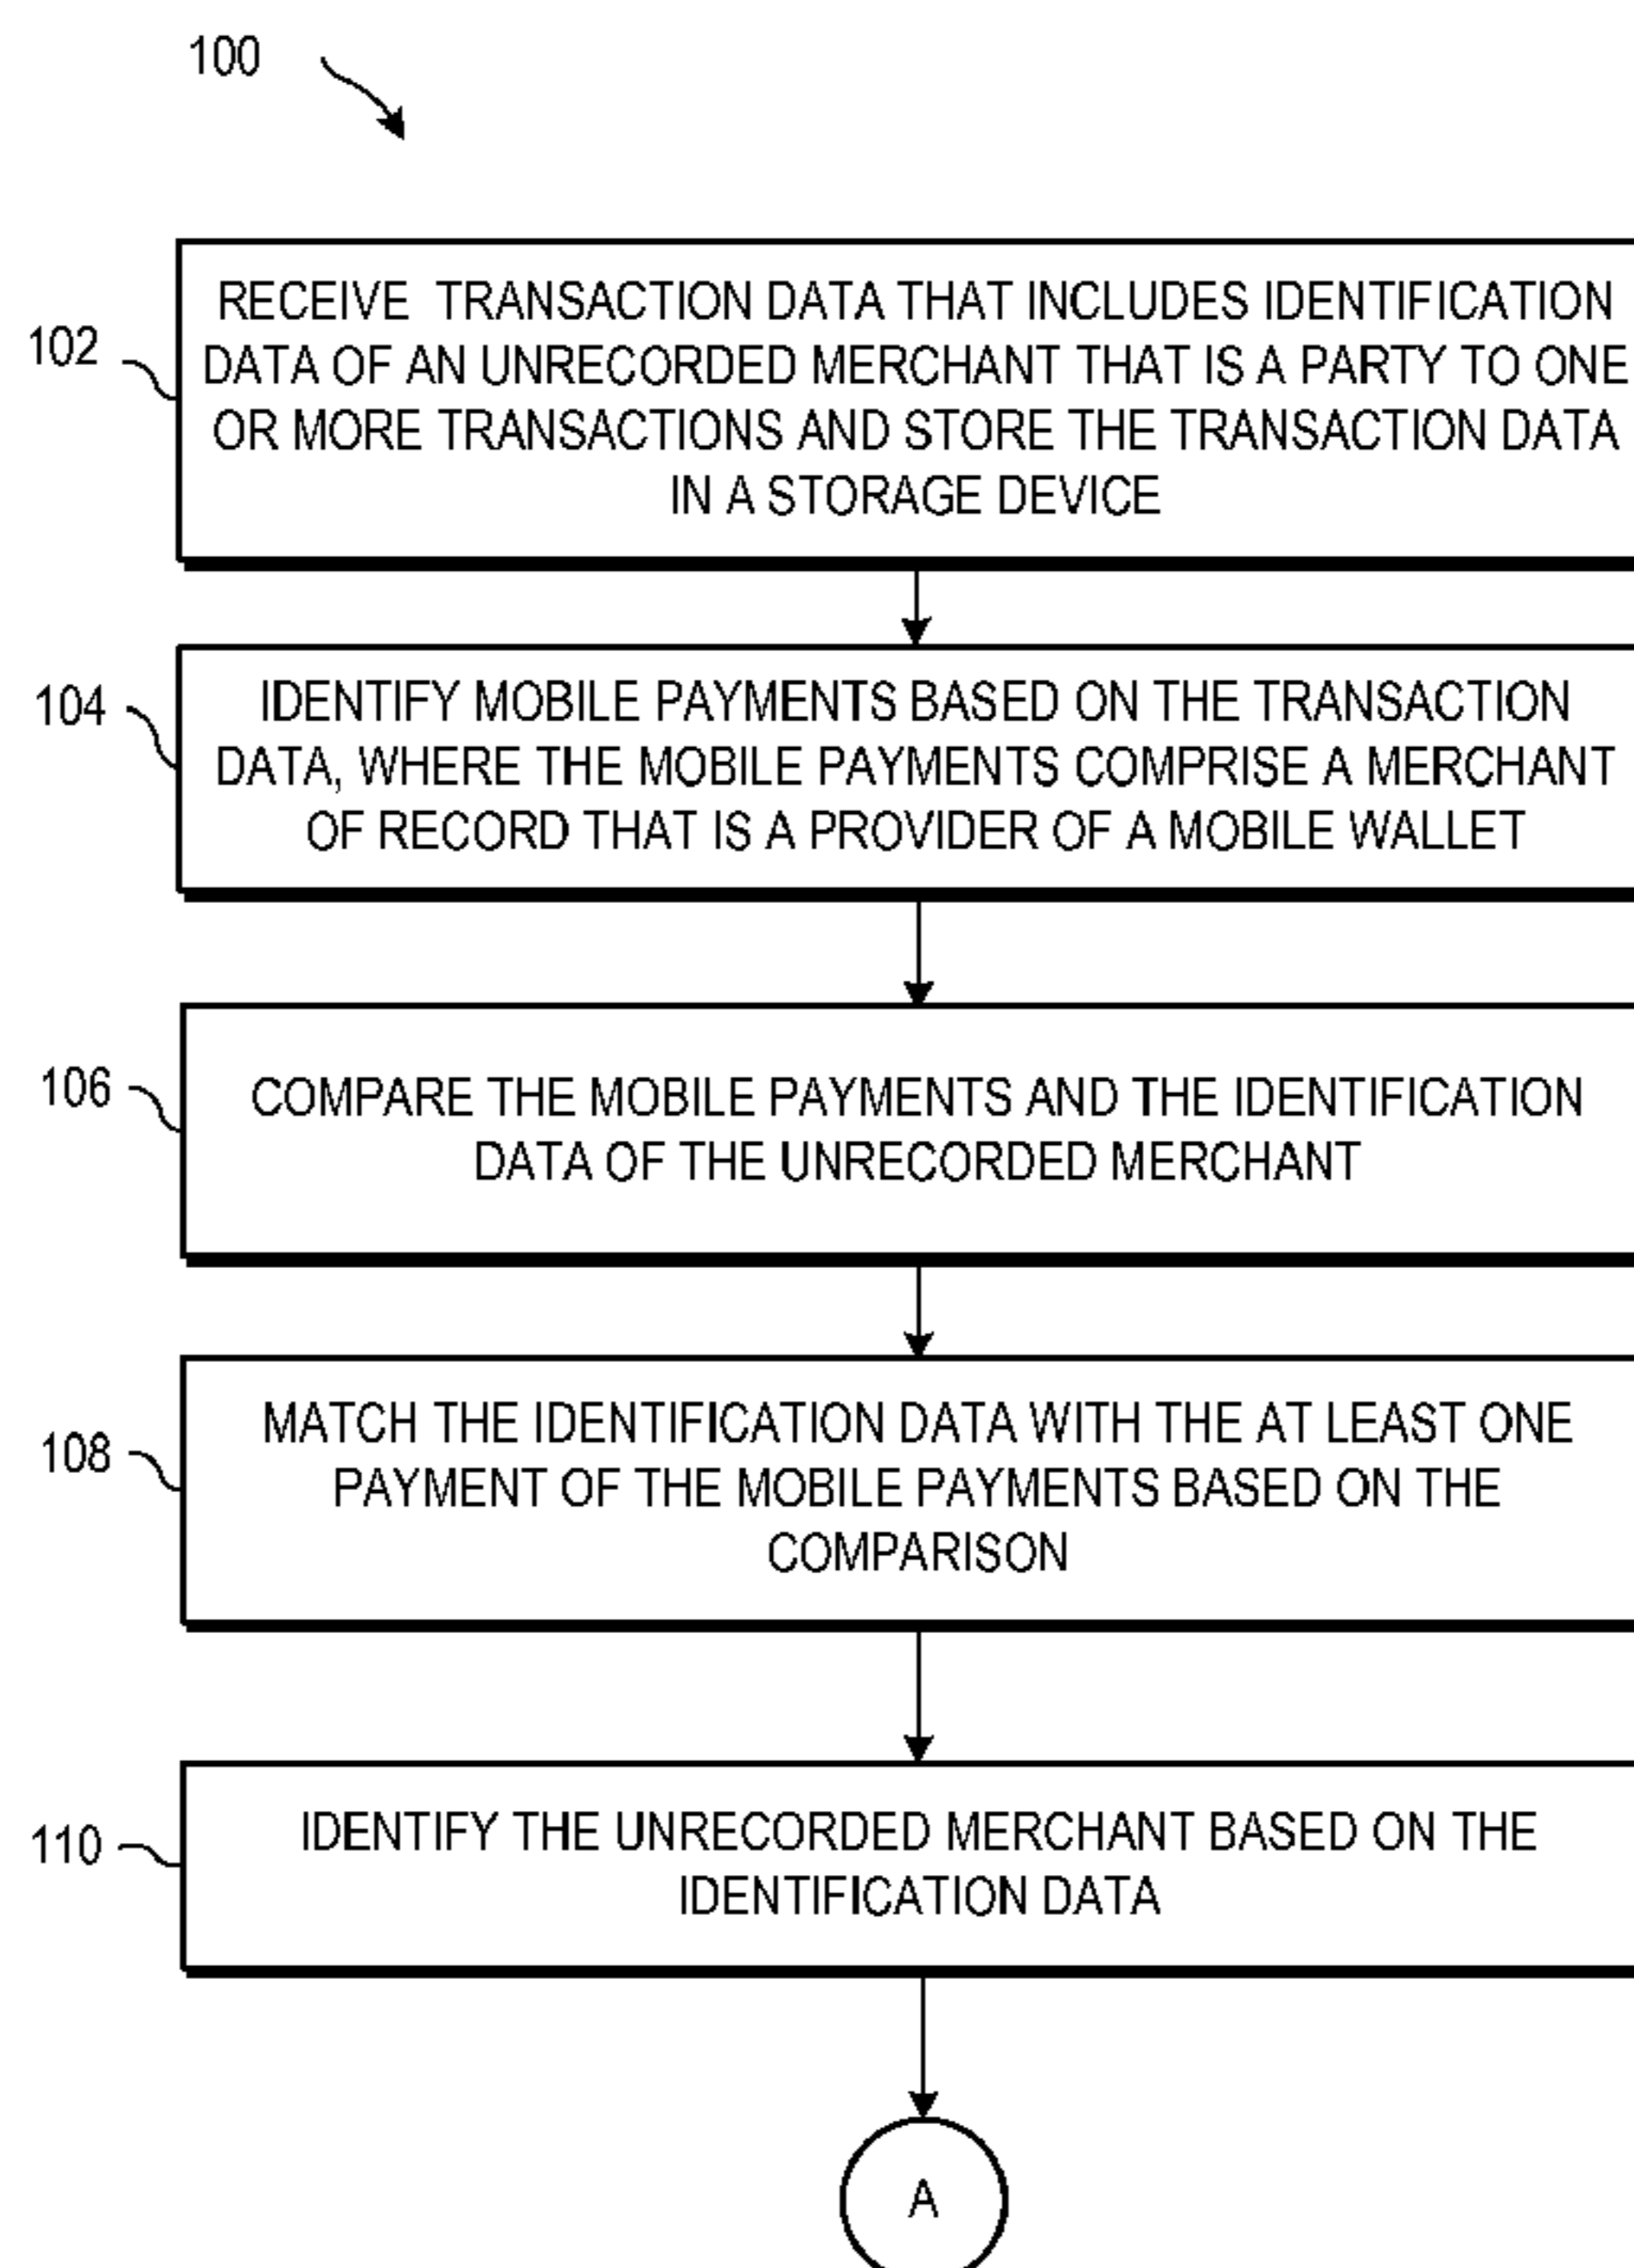 100
102
RECEIVE TRANSACTION DATA THAT INCLUDES IDENTIFICATION
DATA OF AN UNRECORDED MERCHANT THAT IS A PARTY TO ONE
OR MORE TRANSACTIONS AND STORE THE TRANSACTION DATA
IN A STORAGE DEVICE
104
IDENTIFY MOBILE PAYMENTS BASED ON THE TRANSACTION
DATA, WHERE THE MOBILE PAYMENTS COMPRISE A MERCHANT
OF RECORD THAT IS A PROVIDER OF A MOBILE WALLET
106
COMPARE THE MOBILE PAYMENTS AND THE IDENTIFICATION
DATA OF THE UNRECORDED MERCHANT
108
MATCH THE IDENTIFICATION DATA WITH THE AT LEAST ONE
PAYMENT OF THE MOBILE PAYMENTS BASED ON THE
COMPARISON
110
IDENTIFY THE UNRECORDED MERCHANT BASED ON THE
IDENTIFICATION DATA
A